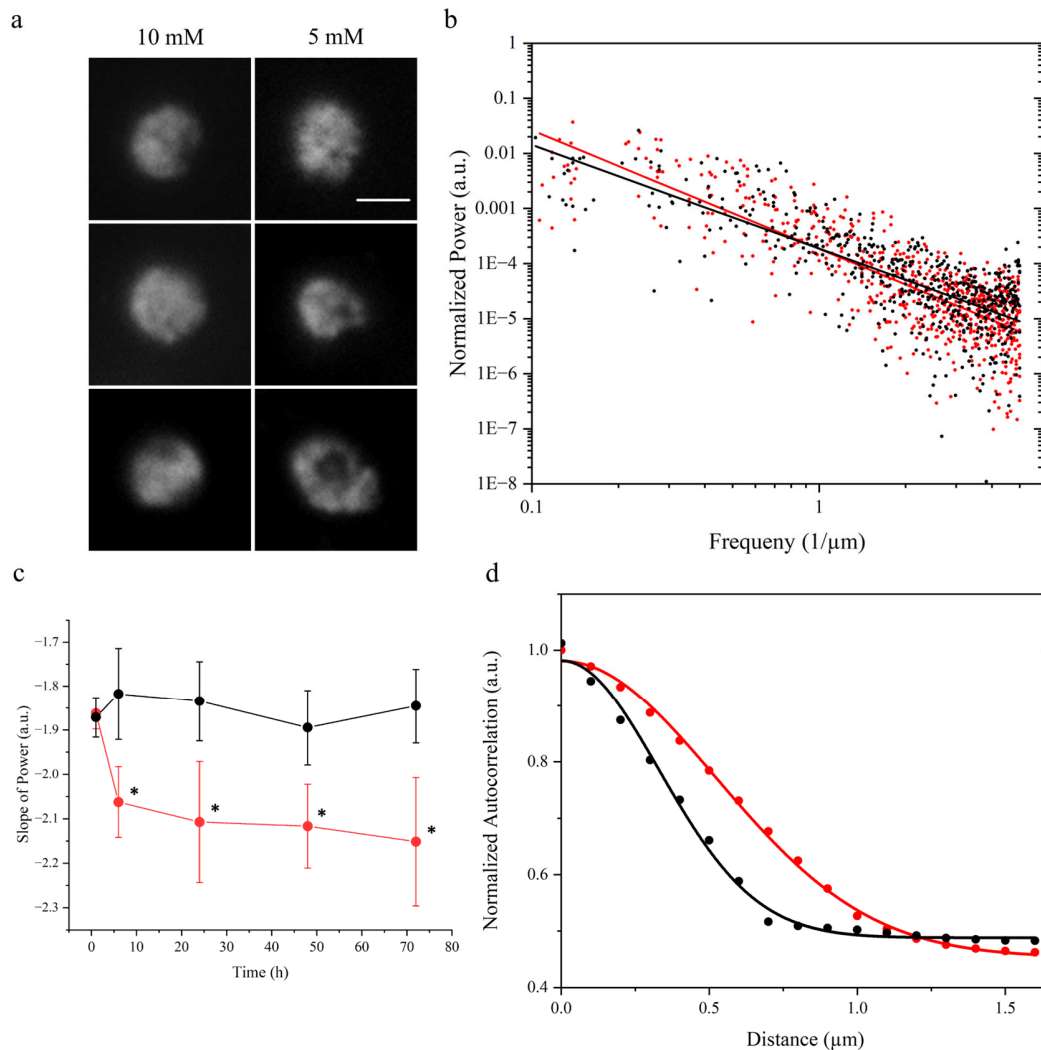 a
10 mM 5 mM
b
1
0.1
0.01
0.001
1E−4
1E−5
1E−6
1E−7
1E−8
Normalized Power (a.u.)
0.1 1
Frequeny (1/µm)
c
−1.7
−1.8
−1.9
−2.0
−2.1
−2.2
−2.3
Slope of Power (a.u.)
* * * *
0 10 20 30 40 50 60 70 80
Time (h)
d
1.0
0.8
0.6
0.4
Normalized Autocorrelation (a.u.)
0.0 0.5 1.0 1.5
Distance (µm)